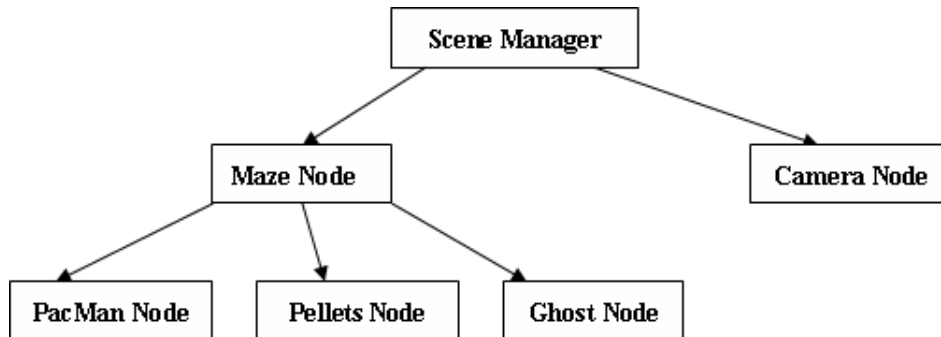 Scene Manager
Maze Node
Camera Node
PacMan Node
Pellets Node
Ghost Node